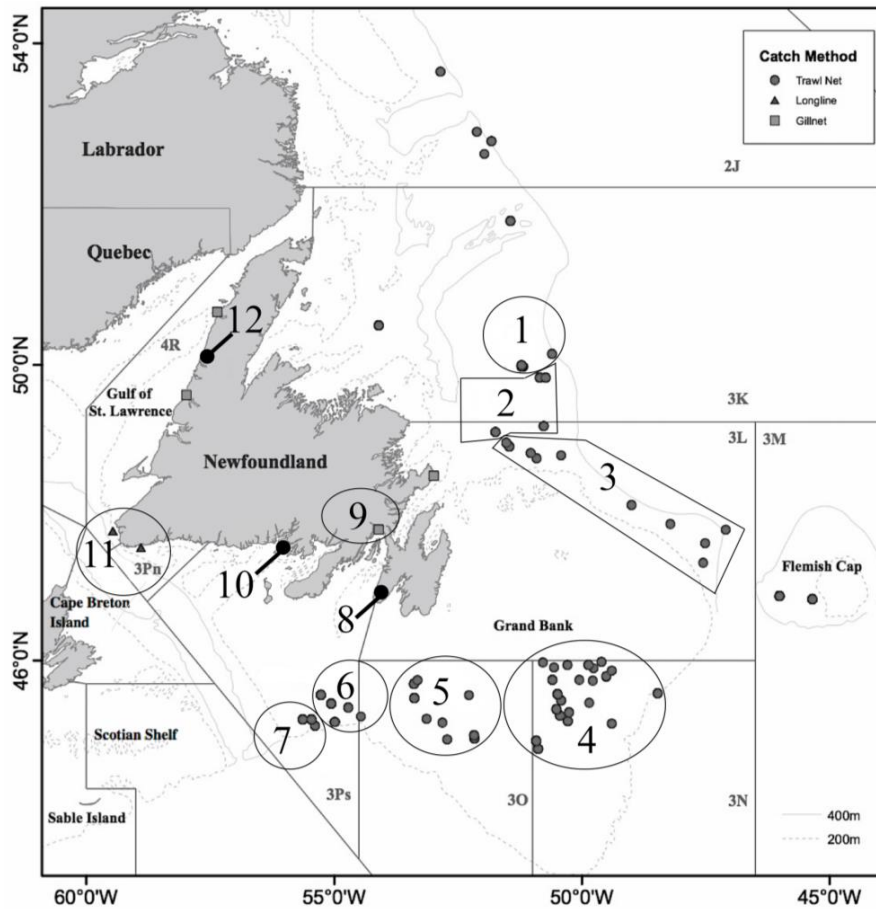 54°0'N
Catch Method
Trawl Net
Longline
Gillnet
Labrador
2J
Quebec
1
12
50°0'N
4R
Gulf of
St. Lawrence
2
3K
3L
3M
Newfoundland
3
9
11
3Pn
10
Flemish Cap
Cape Breton
Island
8
Grand Bank
46°0'N
6
5
4
7
Scotian Shelf
3Ps
3O
3N
Sable Island
400m
200m
60°0'W
55°0'W
50°0'W
45°0'W